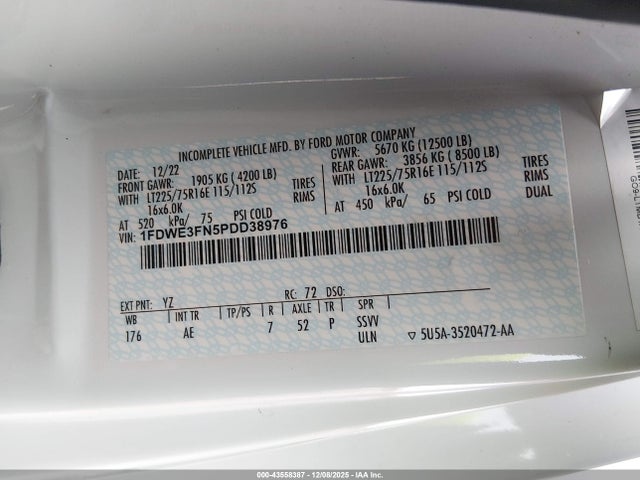 INCOMPLETE VEHICLE MFD. BY FORD MOTOR COMPANY
DATE: 12/22 GVWR: 5670 KG (12500 LB)
FRONT GAWR: 1905 KG (4200 LB) REAR GAWR: 3856 KG (8500 LB)
WITH LT225/75R16E 115/112S TIRES WITH LT225/75R16E 115/112S TIRES
16x6.0K RIMS 16x6.0K RIMS
AT 520 kPa/ 75 PSI COLD AT 450 kPa/ 65 PSI COLD DUAL
VIN: 1FDWE3FN5PDD38976
EXT PNT: YZ RC: 72 DSO:
WB INT TR TP/PS R AXLE TR SPR
176 AE 7 52 P SSVV
ULN ▽ 5U5A-3520472-AA
000-43558387 • 12/08/2025 • IAA Inc.